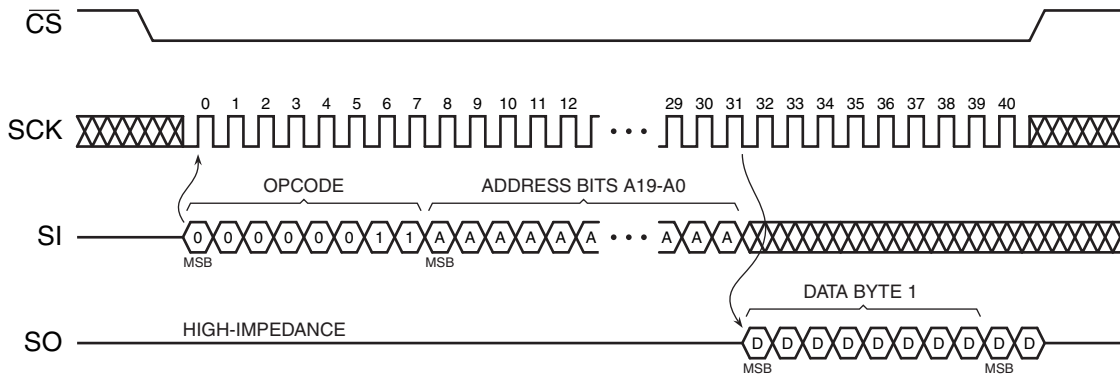 CS
0 1 2 3 4 5 6 7 8 9 10 11 12 29 30 31 32 33 34 35 36 37 38 39 40
SCK
OPCODE ADDRESS BITS A19-A0
SI 0 0 0 0 0 0 1 1 A A A A A A A A A
MSB MSB
DATA BYTE 1
HIGH-IMPEDANCE
SO D D D D D D D D D D
MSB MSB